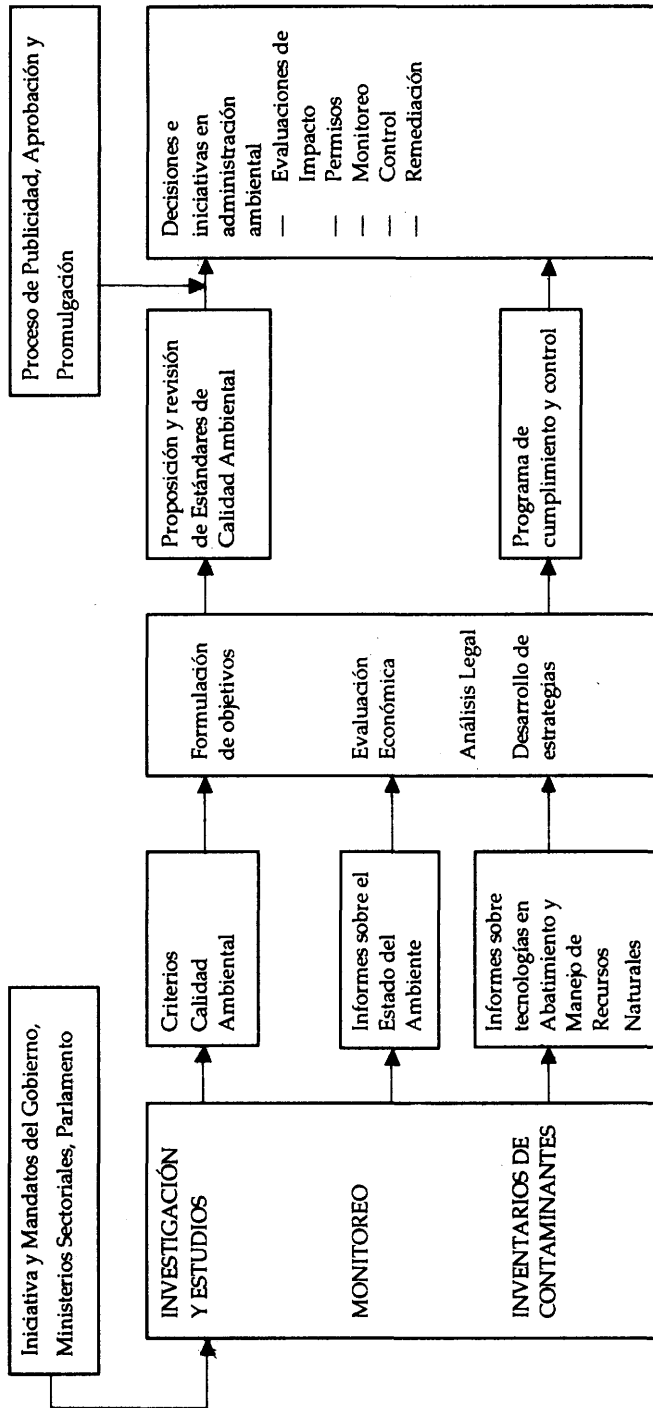 Iniciativa y Mandatos del Gobierno,
Ministerios Sectoriales, Parlamento
INVESTIGACIÓN
Y ESTUDIOS
MONITOREO
INVENTARIOS DE
CONTAMINANTES
Criterios
Calidad
Ambiental
Informes sobre el
Estado del
Ambiente
Informes sobre
tecnologías en
Abatimiento y
Manejo de
Recursos
Naturales
Formulación
de objetivos
Evaluación
Económica
Análisis Legal
Desarrollo de
estrategias
Proposición y revisión
de Estándares de
Calidad Ambiental
Programa de
cumplimiento y control
Proceso de Publicidad, Aprobación y
Promulgación
Decisiones e
iniciativas en
administración
ambiental
— Evaluaciones de
Impacto
— Permisos
— Monitoreo
— Control
— Remediación